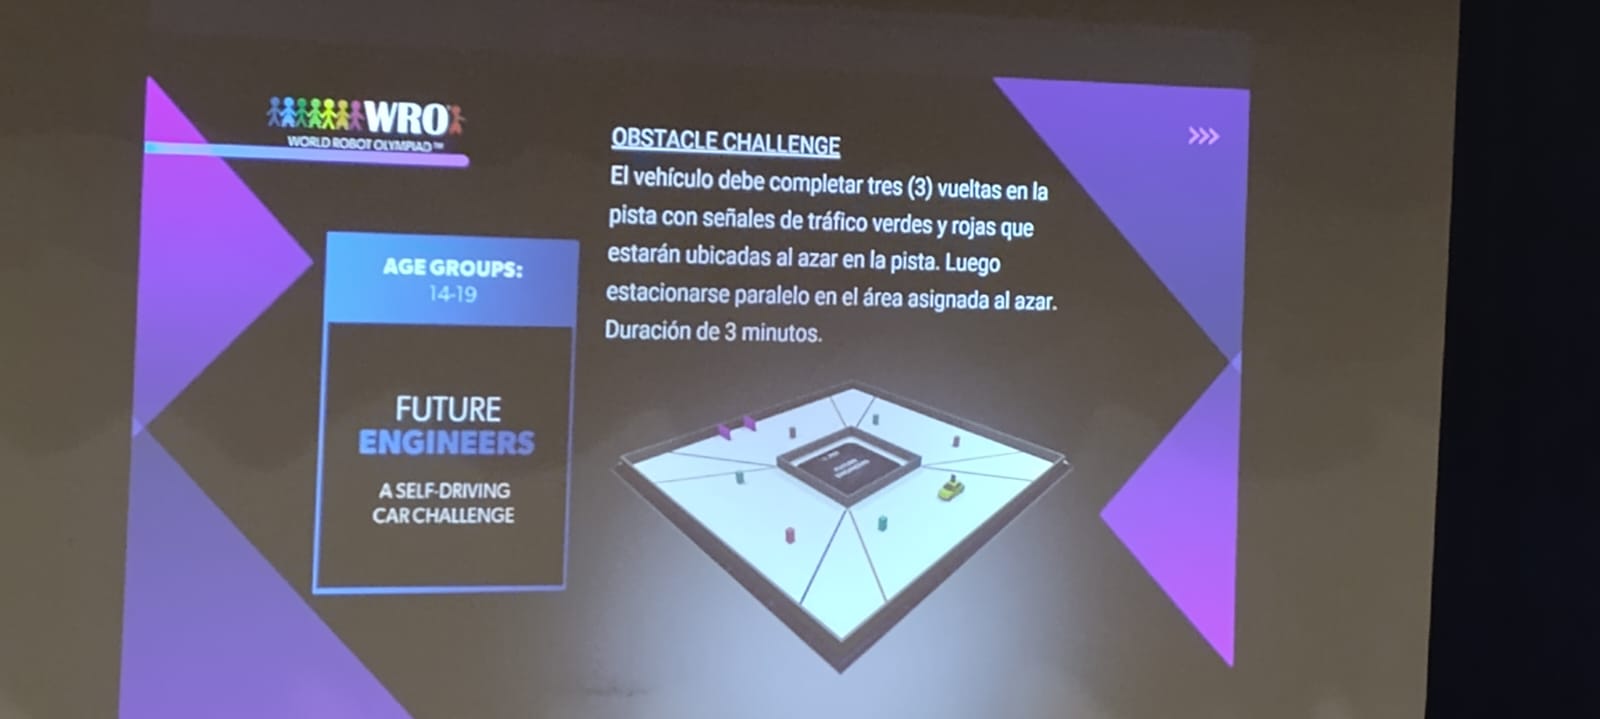 WRO
WORLD ROBOT OLYMPIAD™
>>>
OBSTACLE CHALLENGE
El vehículo debe completar tres (3) vueltas en la
pista con señales de tráfico verdes y rojas que
estarán ubicadas al azar en la pista. Luego
estacionarse paralelo en el área asignada al azar.
Duración de 3 minutos.
AGE GROUPS:
14-19
FUTURE
ENGINEERS
A SELF-DRIVING
CAR CHALLENGE
FUTURE
ENGINEERS